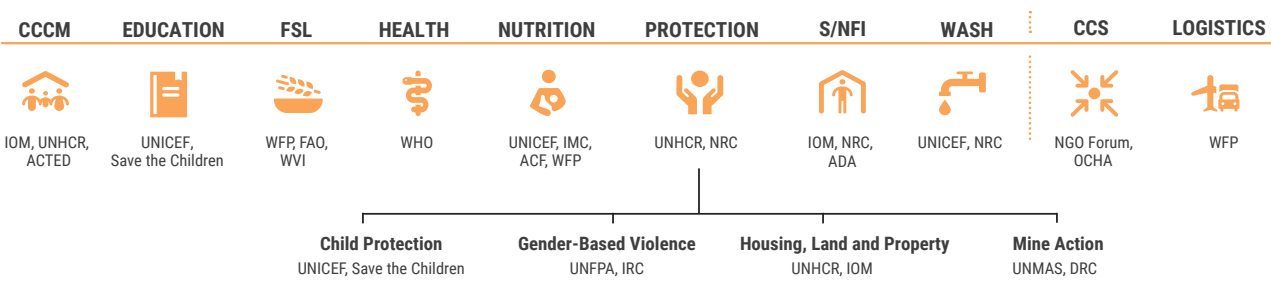 CCCM EDUCATION FSL HEALTH NUTRITION PROTECTION S/NFI WASH CCS LOGISTICS
IOM, UNHCR,
ACTED
UNICEF,
Save the Children
WFP, FAO,
WVI
WHO
UNICEF, IMC,
ACF, WFP
UNHCR, NRC
IOM, NRC,
ADA
UNICEF, NRC
NGO Forum,
OCHA
WFP
Child Protection
UNICEF, Save the Children
Gender-Based Violence
UNFPA, IRC
Housing, Land and Property
UNHCR, IOM
Mine Action
UNMAS, DRC